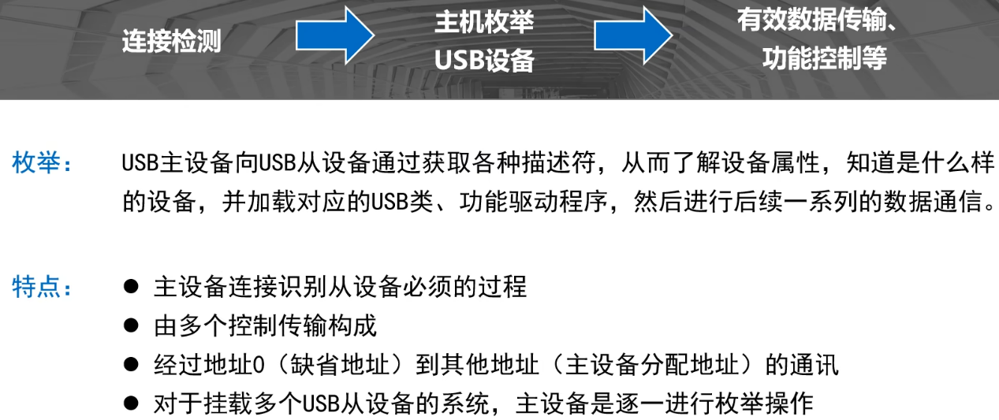 连接检测
主机枚举
USB设备
有效数据传输、
功能控制等
枚举： USB主设备向USB从设备通过获取各种描述符，从而了解设备属性，知道是什么样
的设备，并加载对应的USB类、功能驱动程序，然后进行后续一系列的数据通信。
特点： ● 主设备连接识别从设备必须的过程
● 由多个控制传输构成
● 经过地址0（缺省地址）到其他地址（主设备分配地址）的通讯
● 对于挂载多个USB从设备的系统，主设备是逐一进行枚举操作